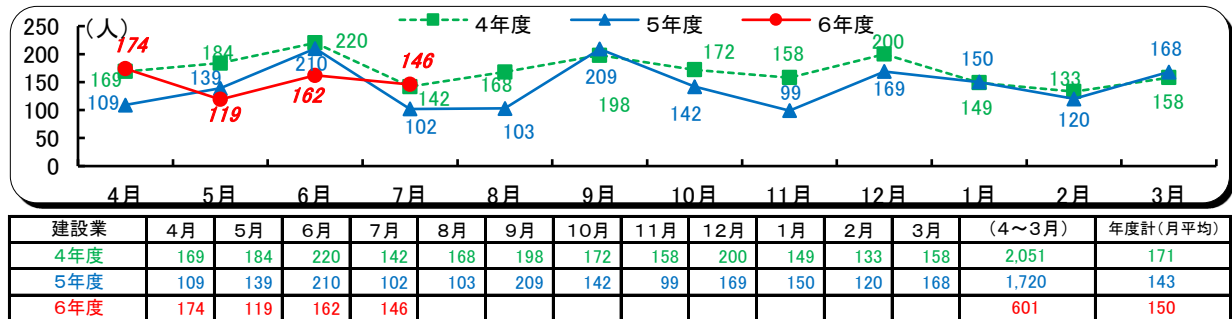 (人)
4年度 5年度 6年度
250
200
150
100
50
0
169 184 220 142 168 198 172 158 200 149 133 158
109 139 210 102 103 209 142 99 169 150 120 168
174 119 162 146
4月 5月 6月 7月 8月 9月 10月 11月 12月 1月 2月 3月
建設業 4月 5月 6月 7月 8月 9月 10月 11月 12月 1月 2月 3月 (4～3月) 年度計(月平均)
4年度 169 184 220 142 168 198 172 158 200 149 133 158 2,051 171
5年度 109 139 210 102 103 209 142 99 169 150 120 168 1,720 143
6年度 174 119 162 146 601 150